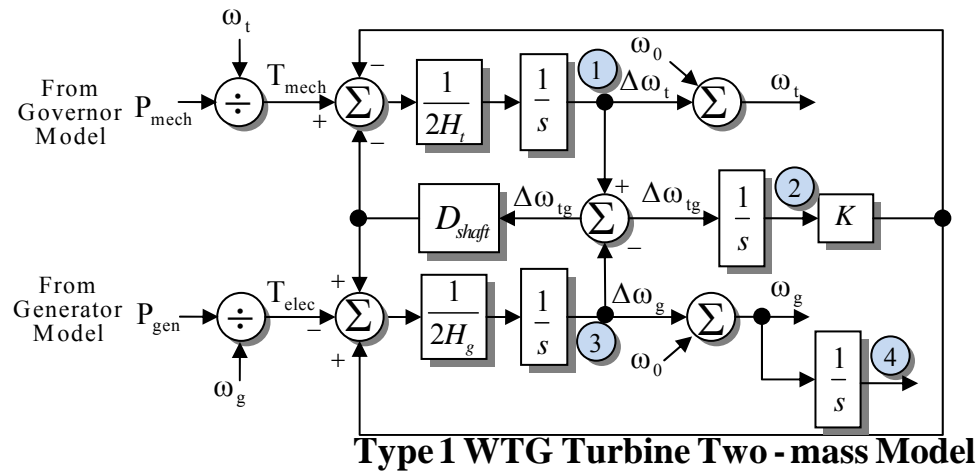 ω_t
From
Governor
Model
P_mech
÷
T_mech
−
+
−
Σ
1
2H_t
1
s
1
Δω_t
ω_0
Σ
ω_t
D_shaft
Δω_tg
+
Σ
−
Δω_tg
1
s
2
K
From
Generator
Model
P_gen
÷
ω_g
T_elec
+
−
+
Σ
1
2H_g
1
s
3
Δω_g
ω_0
Σ
ω_g
1
s
4
Type 1 WTG Turbine Two - mass Model